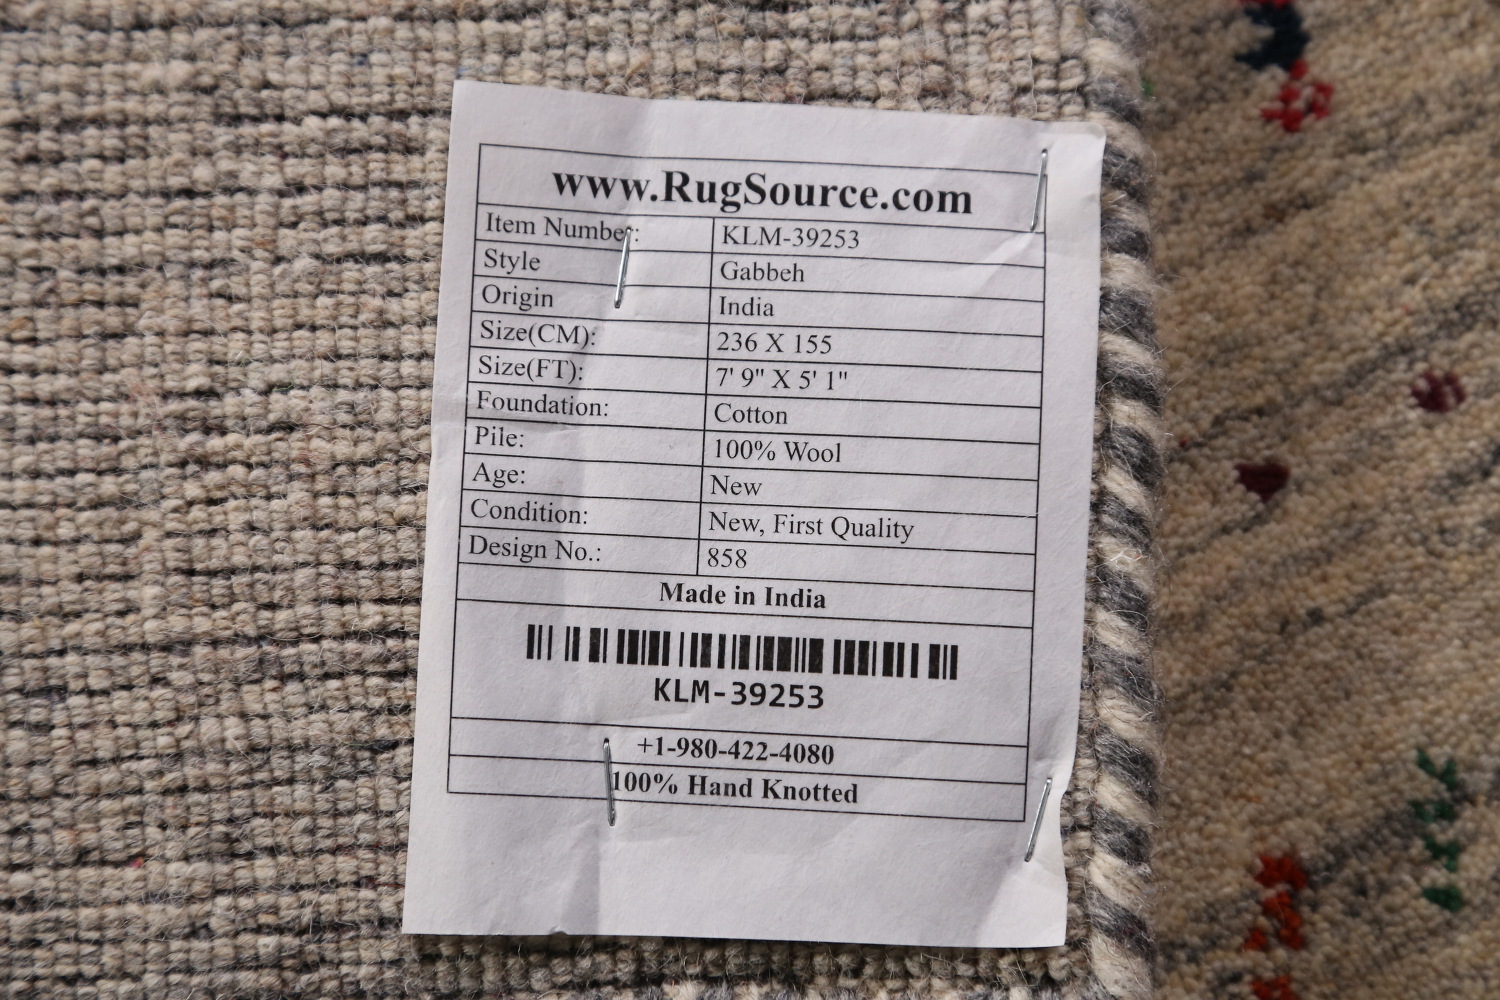 www.RugSource.com
Item Number: KLM-39253
Style Gabbeh
Origin India
Size(CM): 236 X 155
Size(FT): 7' 9" X 5' 1"
Foundation: Cotton
Pile: 100% Wool
Age: New
Condition: New, First Quality
Design No.: 858
Made in India
KLM-39253
+1-980-422-4080
100% Hand Knotted